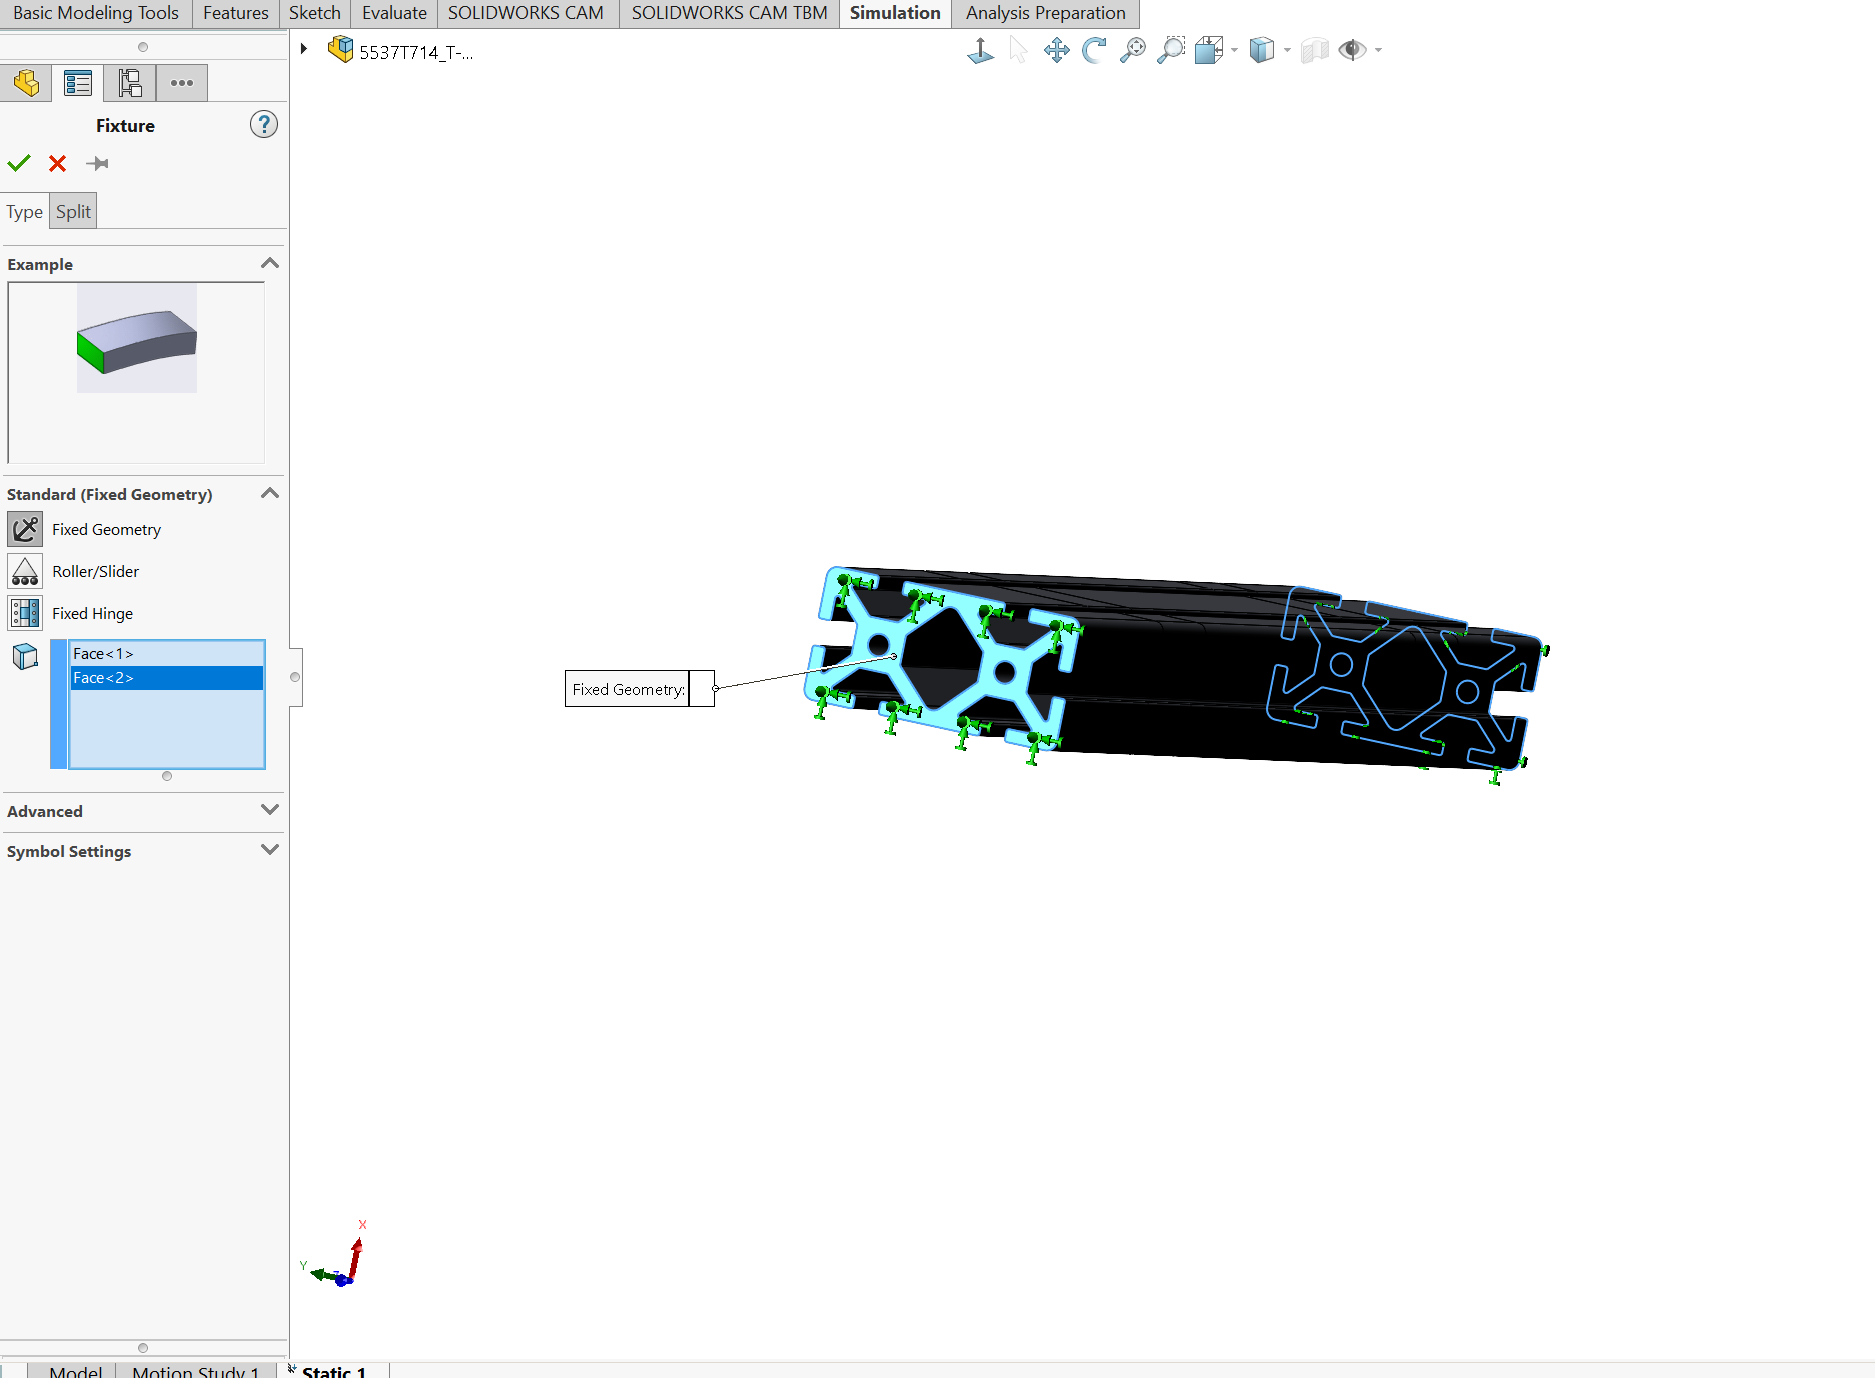 Basic Modeling Tools Features Sketch Evaluate SOLIDWORKS CAM SOLIDWORKS CAM TBM Simulation Analysis Preparation
5537T714_T-...
Fixture
?
Type Split
Example
Standard (Fixed Geometry)
Fixed Geometry
Roller/Slider
Fixed Hinge
Face<1>
Face<2>
Advanced
Symbol Settings
Fixed Geometry:
X
Y
Z
Model Motion Study 1 Static 1